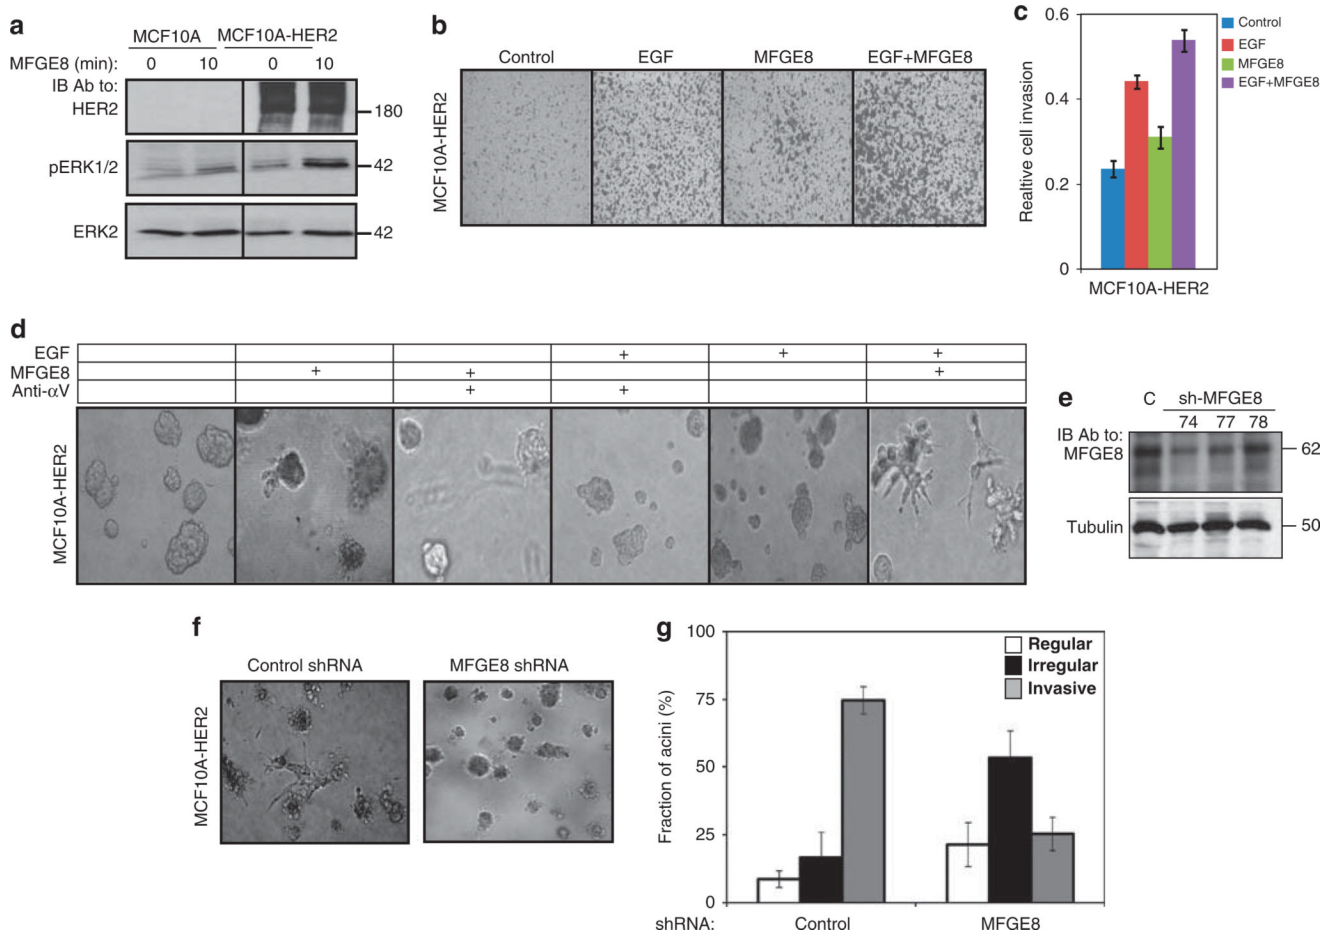 a
MCF10A MCF10A-HER2
MFGE8 (min): 0 10 0 10
IB Ab to:
HER2 180
pERK1/2 42
ERK2 42
b
Control EGF MFGE8 EGF+MFGE8
MCF10A-HER2
c
Realtive cell invasion
0.6
0.4
0.2
0
MCF10A-HER2
Control
EGF
MFGE8
EGF+MFGE8
d
EGF + + +
MFGE8 + + +
Anti-αV + +
MCF10A-HER2
e
C sh-MFGE8
74 77 78
IB Ab to:
MFGE8 62
Tubulin 50
f
Control shRNA MFGE8 shRNA
MCF10A-HER2
g
Fraction of acini (%)
100
75
50
25
0
Regular
Irregular
Invasive
shRNA: Control MFGE8